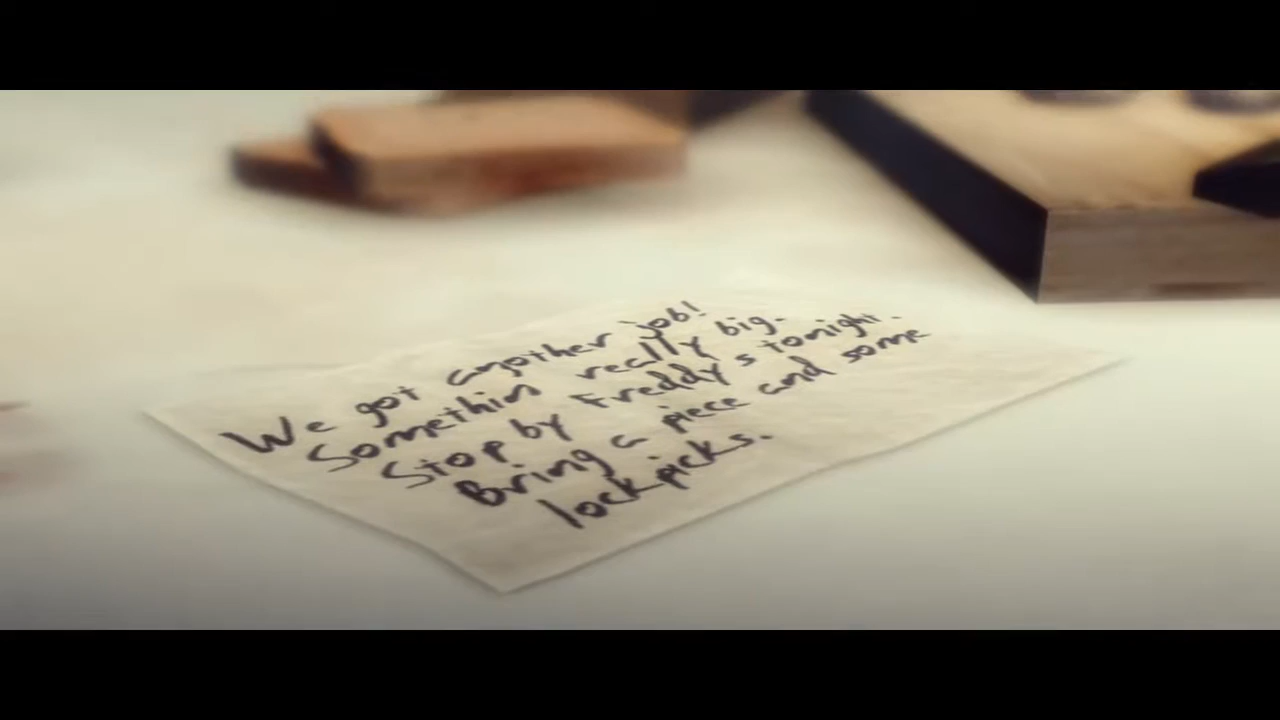 We got another job!
Somethin really big.
Stop by Freddy's tonight.
Bring a piece and some
lockpicks.